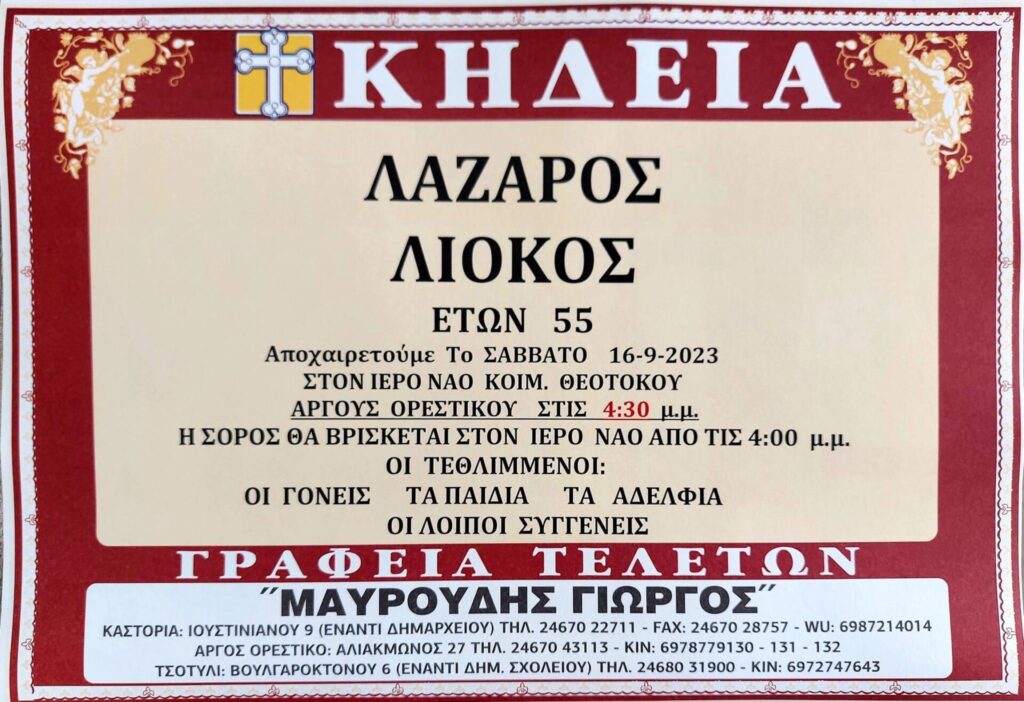 ΚΗΔΕΙΑ
ΛΑΖΑΡΟΣ
ΛΙΟΚΟΣ
ΕΤΩΝ 55
Αποχαιρετούμε Το ΣΑΒΒΑΤΟ 16-9-2023
ΣΤΟΝ ΙΕΡΟ ΝΑΟ ΚΟΙΜ. ΘΕΟΤΟΚΟΥ
ΑΡΓΟΥΣ ΟΡΕΣΤΙΚΟΥ ΣΤΙΣ 4:30 μ.μ.
Η ΣΟΡΟΣ ΘΑ ΒΡΙΣΚΕΤΑΙ ΣΤΟΝ ΙΕΡΟ ΝΑΟ ΑΠΟ ΤΙΣ 4:00 μ.μ.
ΟΙ ΤΕΘΛΙΜΜΕΝΟΙ:
ΟΙ ΓΟΝΕΙΣ ΤΑ ΠΑΙΔΙΑ ΤΑ ΑΔΕΛΦΙΑ
ΟΙ ΛΟΙΠΟΙ ΣΥΓΓΕΝΕΙΣ
ΓΡΑΦΕΙΑ ΤΕΛΕΤΩΝ
"ΜΑΥΡΟΥΔΗΣ ΓΙΩΡΓΟΣ"
ΚΑΣΤΟΡΙΑ: ΙΟΥΣΤΙΝΙΑΝΟΥ 9 (ΕΝΑΝΤΙ ΔΗΜΑΡΧΕΙΟΥ) ΤΗΛ. 24670 22711 - FAX: 24670 28757 - WU: 6987214014
ΑΡΓΟΣ ΟΡΕΣΤΙΚΟ: ΑΛΙΑΚΜΩΝΟΣ 27 ΤΗΛ. 24670 43113 - ΚΙΝ: 6978779130 - 131 - 132
ΤΣΟΤΥΛΙ: ΒΟΥΛΓΑΡΟΚΤΟΝΟΥ 6 (ΕΝΑΝΤΙ ΔΗΜ. ΣΧΟΛΕΙΟΥ) ΤΗΛ. 24680 31900 - ΚΙΝ: 6972747643